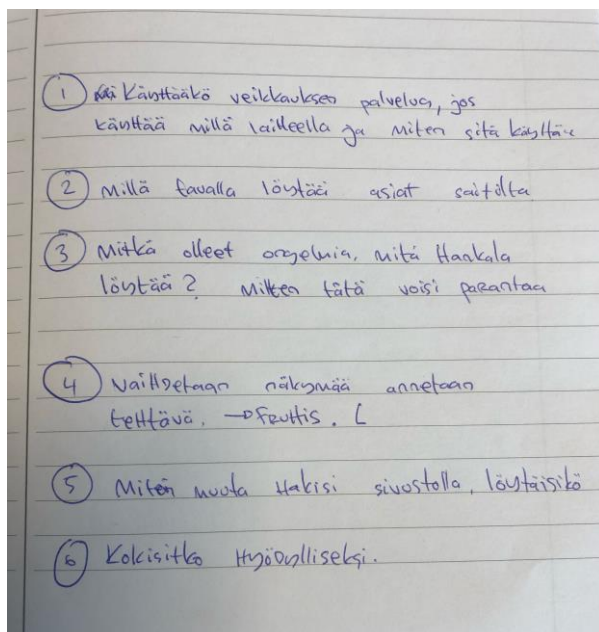 1 Käyttääkö veikkauksen palvelua, jos
käyttää millä laitteella ja miten sitä käyttää
2 Millä tavalla löytää asiat saitilta
3 Mitkä olleet ongelmia, mitä Hankala
löytää? Miten tätä voisi parantaa
4 Vaihdetaan näkymää annetaan
tehtävä. → Fruttis. [
5 Miten muuta Hakisi sivustolla, löytäisikö
6 Kokisitko Hyödylliseksi.